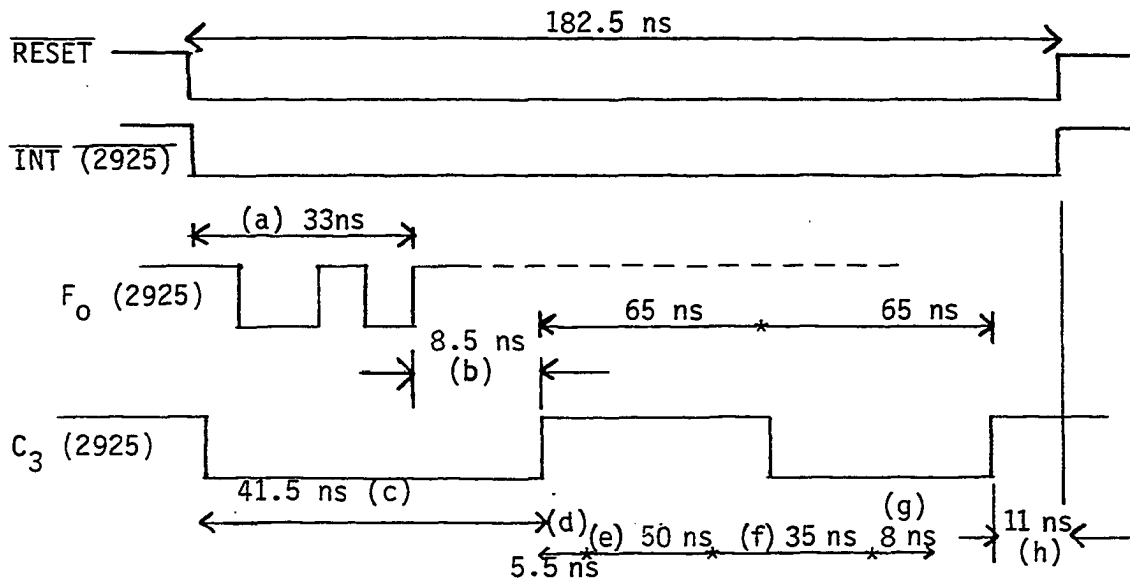 182.5 ns
RESET
INT (2925)
(a) 33ns
F₀ (2925)
65 ns * 65 ns
8.5 ns
(b)
C₃ (2925)
41.5 ns (c)
(g)
(d) (e) 50 ns * (f) 35 ns * 8 ns
5.5 ns
11 ns
(h)